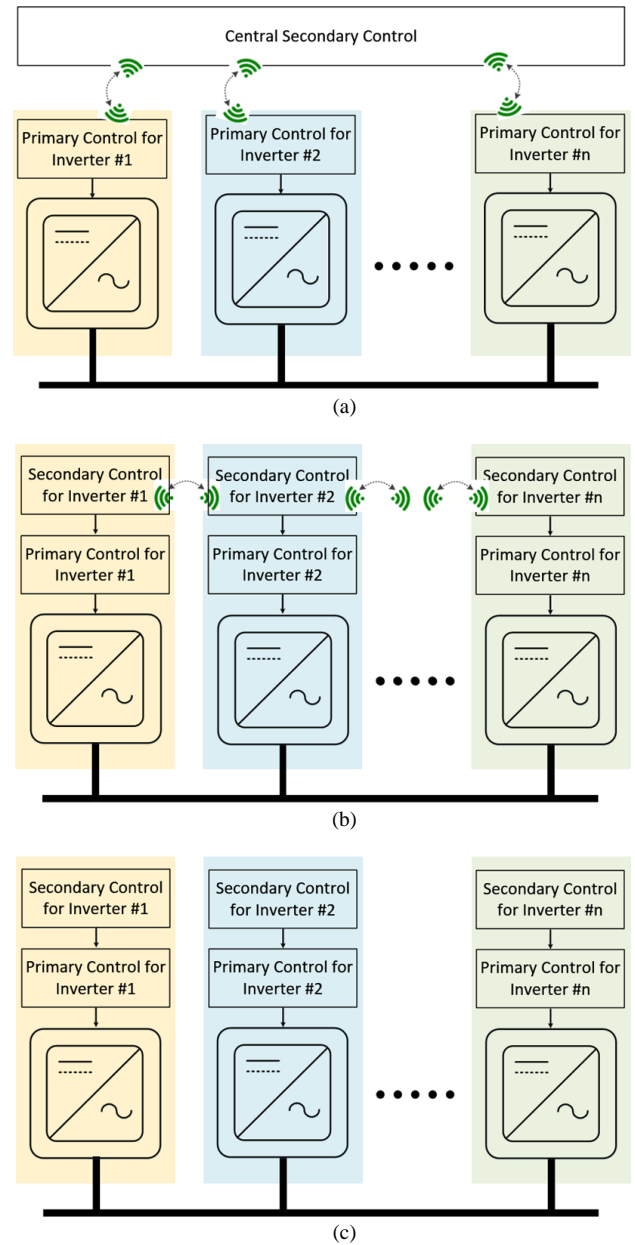 Central Secondary Control
Primary Control for
Inverter #1
Primary Control for
Inverter #2
Primary Control for
Inverter #n
(a)
Secondary Control
for Inverter #1
Secondary Control
for Inverter #2
Secondary Control
for Inverter #n
Primary Control for
Inverter #1
Primary Control for
Inverter #2
Primary Control for
Inverter #n
(b)
Secondary Control
for Inverter #1
Secondary Control
for Inverter #2
Secondary Control
for Inverter #n
Primary Control for
Inverter #1
Primary Control for
Inverter #2
Primary Control for
Inverter #n
(c)